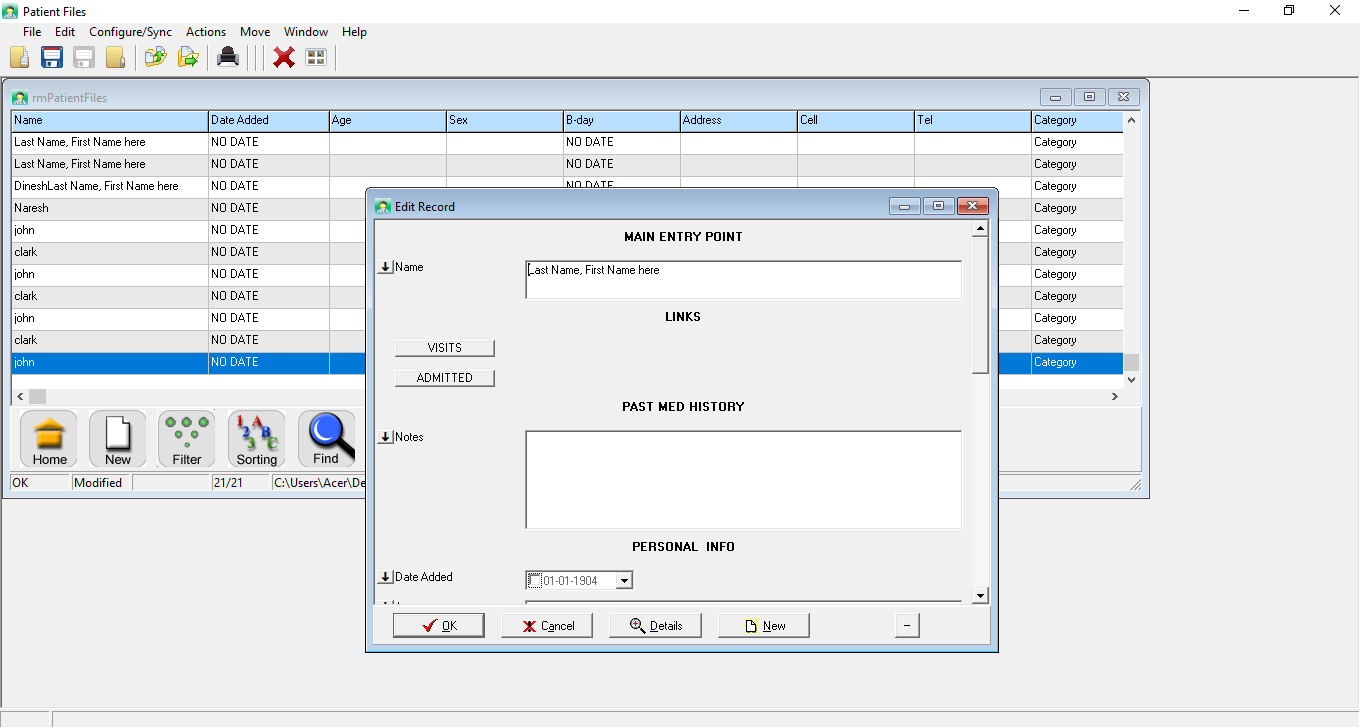 Patient Files
File Edit Configure/Sync Actions Move Window Help
rmPatientFiles
Name Date Added Age Sex B-day Address Cell Tel Category
Last Name, First Name here NO DATE NO DATE Category
Last Name, First Name here NO DATE NO DATE Category
DineshLast Name, First Name here NO DATE NO DATE Category
Naresh NO DATE Category
john NO DATE Category
clark NO DATE Category
john NO DATE Category
clark NO DATE Category
john NO DATE Category
clark NO DATE Category
john NO DATE Category
Home New Filter Sorting Find
OK Modified 21/21 C:\Users\Acer\De
Edit Record
MAIN ENTRY POINT
Name Last Name, First Name here
LINKS
VISITS
ADMITTED
PAST MED HISTORY
Notes
PERSONAL INFO
Date Added 01-01-1904
OK Cancel Details New −